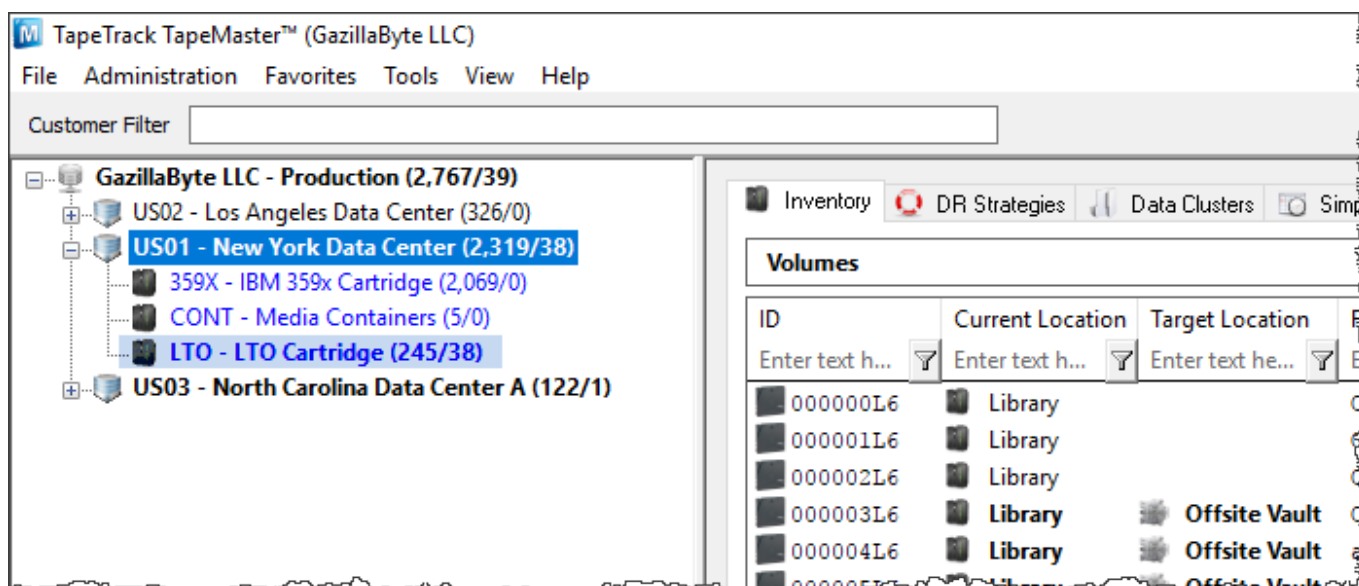 TapeTrack TapeMaster™ (GazillaByte LLC)
File Administration Favorites Tools View Help
Customer Filter
GazillaByte LLC - Production (2,767/39)
US02 - Los Angeles Data Center (326/0)
US01 - New York Data Center (2,319/38)
359X - IBM 359x Cartridge (2,069/0)
CONT - Media Containers (5/0)
LTO - LTO Cartridge (245/38)
US03 - North Carolina Data Center A (122/1)
Inventory DR Strategies Data Clusters
Volumes
ID Current Location Target Location
Enter text h... Enter text h... Enter text he...
000000L6 Library
000001L6 Library
000002L6 Library
000003L6 Library Offsite Vault
000004L6 Library Offsite Vault